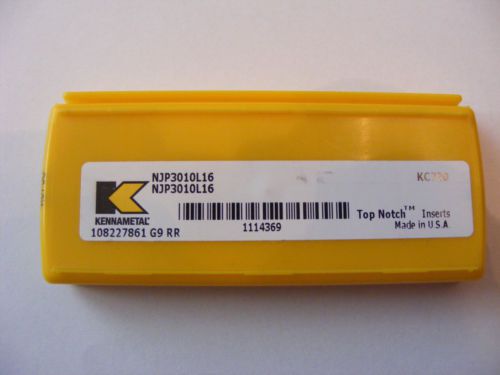 NJP3010L16
NJP3010L16
KENNAMETAL
108227861 G9 RR
1114369
Top Notch™ Inserts
Made in U.S.A.